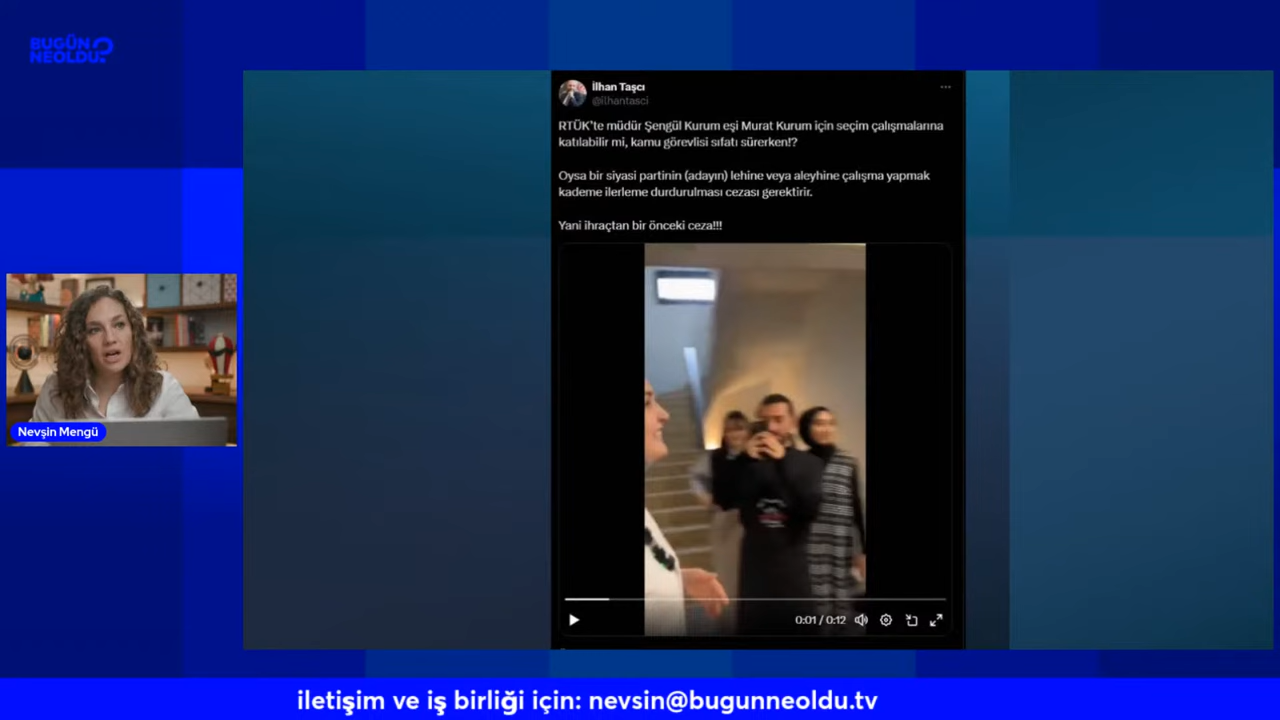 BUGÜN
NEOLDU?
İlhan Taşcı
@ilhantasci
RTÜK'te müdür Şengül Kurum eşi Murat Kurum için seçim çalışmalarına
katılabilir mi, kamu görevlisi sıfatı sürerken!?
Oysa bir siyasi partinin (adayın) lehine veya aleyhine çalışma yapmak
kademe ilerleme durdurulması cezası gerektirir.
Yani ihraçtan bir önceki ceza!!!
Nevşin Mengü
0:01 / 0:12
iletişim ve iş birliği için: nevsin@bugunneoldu.tv